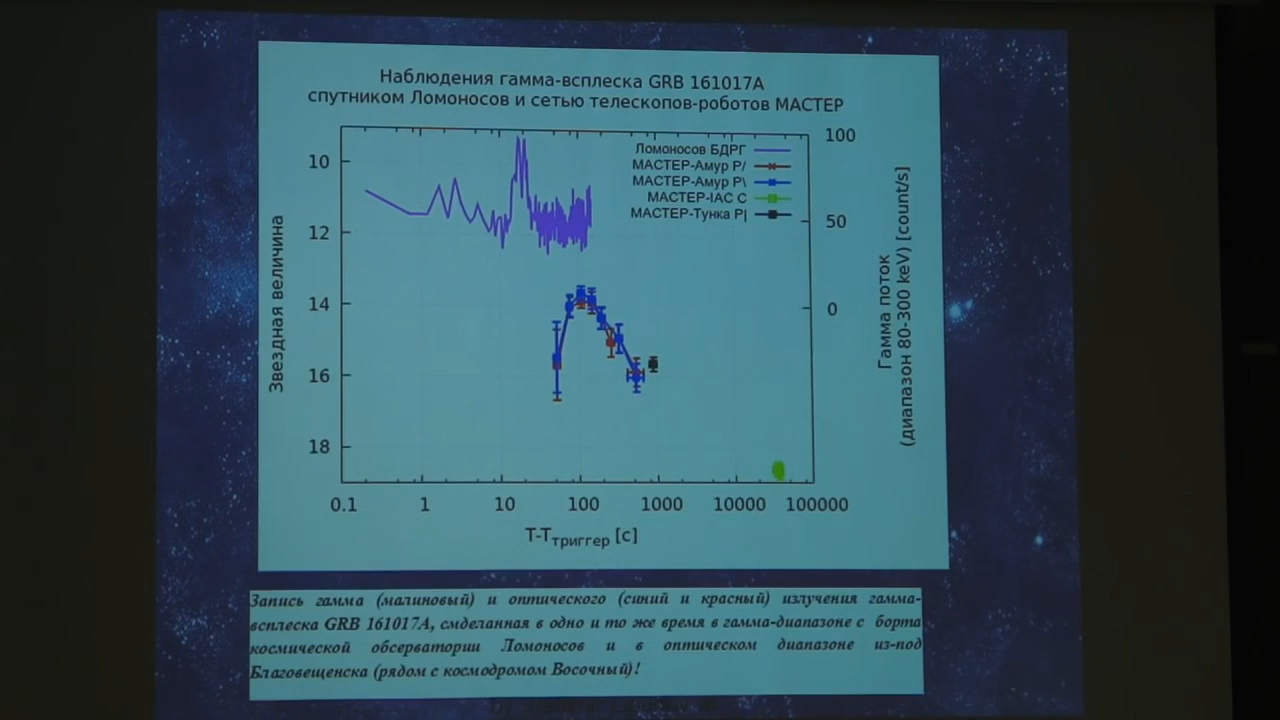 Наблюдения гамма-всплеска GRB 161017A
спутником Ломоносов и сетью телескопов-роботов МАСТЕР
Ломоносов БДРГ
МАСТЕР-Амур P/
МАСТЕР-Амур P\
МАСТЕР-IAC C
МАСТЕР-Тунка P|
10
12
14
16
18
Звездная величина
100
50
0
Гамма поток
(диапазон 80-300 keV) [count/s]
0.1 1 10 100 1000 10000 100000
T-Tтриггер [с]
Запись гамма (малиновый) и оптического (синий и красный) излучения гамма-
всплеска GRB 161017A, смделанная в одно и то же время в гамма-диапазоне с борта
космической обсерватории Ломоносов и в оптическом диапазоне из-под
Благовещенска (рядом с космодромом Восочный)!